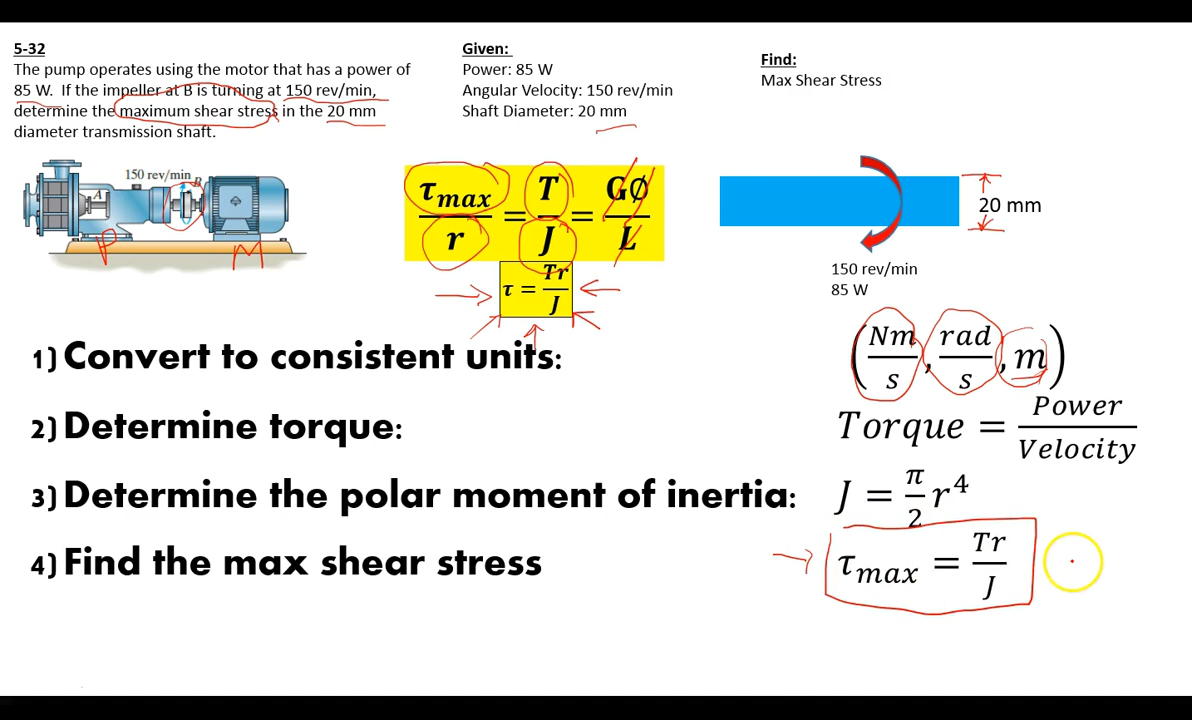 5-32
The pump operates using the motor that has a power of
85 W. If the impeller at B is turning at 150 rev/min,
determine the maximum shear stress in the 20 mm
diameter transmission shaft.
Given:
Power: 85 W
Angular Velocity: 150 rev/min
Shaft Diameter: 20 mm
Find:
Max Shear Stress
150 rev/min
B
A
P
M
τmax/r = T/J = GØ/L
τ = Tr/J
20 mm
150 rev/min
85 W
1) Convert to consistent units:
(Nm/s, rad/s, m)
2) Determine torque:
Torque = Power/Velocity
3) Determine the polar moment of inertia:
J = π/2 r⁴
4) Find the max shear stress
τmax = Tr/J